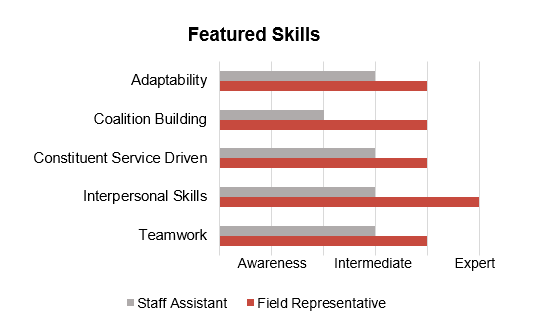 Featured Skills
Adaptability
Coalition Building
Constituent Service Driven
Interpersonal Skills
Teamwork
Awareness Intermediate Expert
Staff Assistant Field Representative